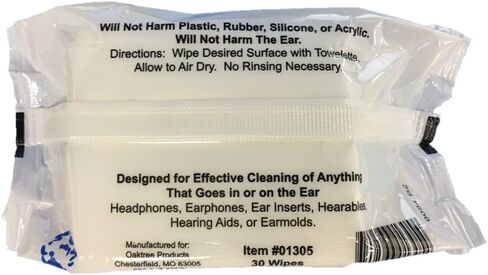 Will Not Harm Plastic, Rubber, Silicone, or Acrylic.
Will Not Harm The Ear.
Directions: Wipe Desired Surface with Towelette.
Allow to Air Dry. No Rinsing Necessary.
Designed for Effective Cleaning of Anything
That Goes in or on the Ear
Headphones, Earphones, Ear Inserts, Hearables,
Hearing Aids, or Earmolds.
Manufactured for:
Oaktree Products
Chesterfield, MO 63005
Item #01305
30 Wipes